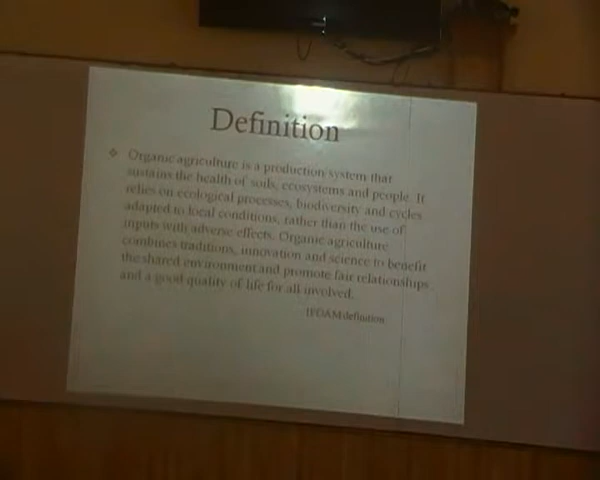 Definition
❖ Organic agriculture is a production system that
sustains the health of soils, ecosystems and people. It
relies on ecological processes, biodiversity and cycles
adapted to local conditions, rather than the use of
inputs with adverse effects. Organic agriculture
combines traditions, innovation and science to benefit
the shared environment and promote fair relationships
and a good quality of life for all involved.
IFOAM definition